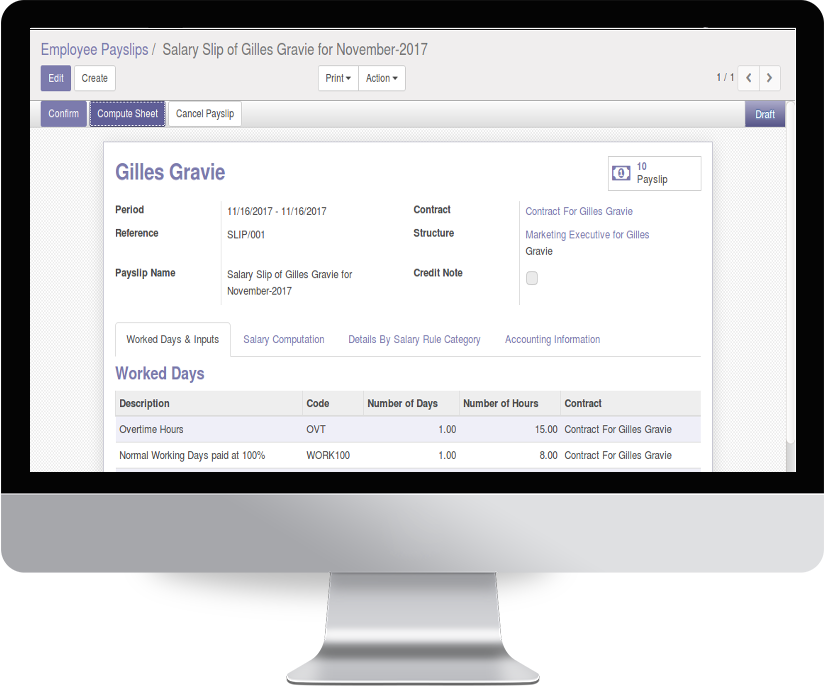 Employee Payslips / Salary Slip of Gilles Gravie for November-2017
Edit Create Print Action 1 / 1
Confirm Compute Sheet Cancel Payslip Draft
Gilles Gravie
10
Payslip
Period 11/16/2017 - 11/16/2017 Contract Contract For Gilles Gravie
Reference SLIP/001 Structure Marketing Executive for Gilles
Gravie
Payslip Name Salary Slip of Gilles Gravie for Credit Note
November-2017
Worked Days & Inputs Salary Computation Details By Salary Rule Category Accounting Information
Worked Days
Description Code Number of Days Number of Hours Contract
Overtime Hours OVT 1.00 15.00 Contract For Gilles Gravie
Normal Working Days paid at 100% WORK100 1.00 8.00 Contract For Gilles Gravie